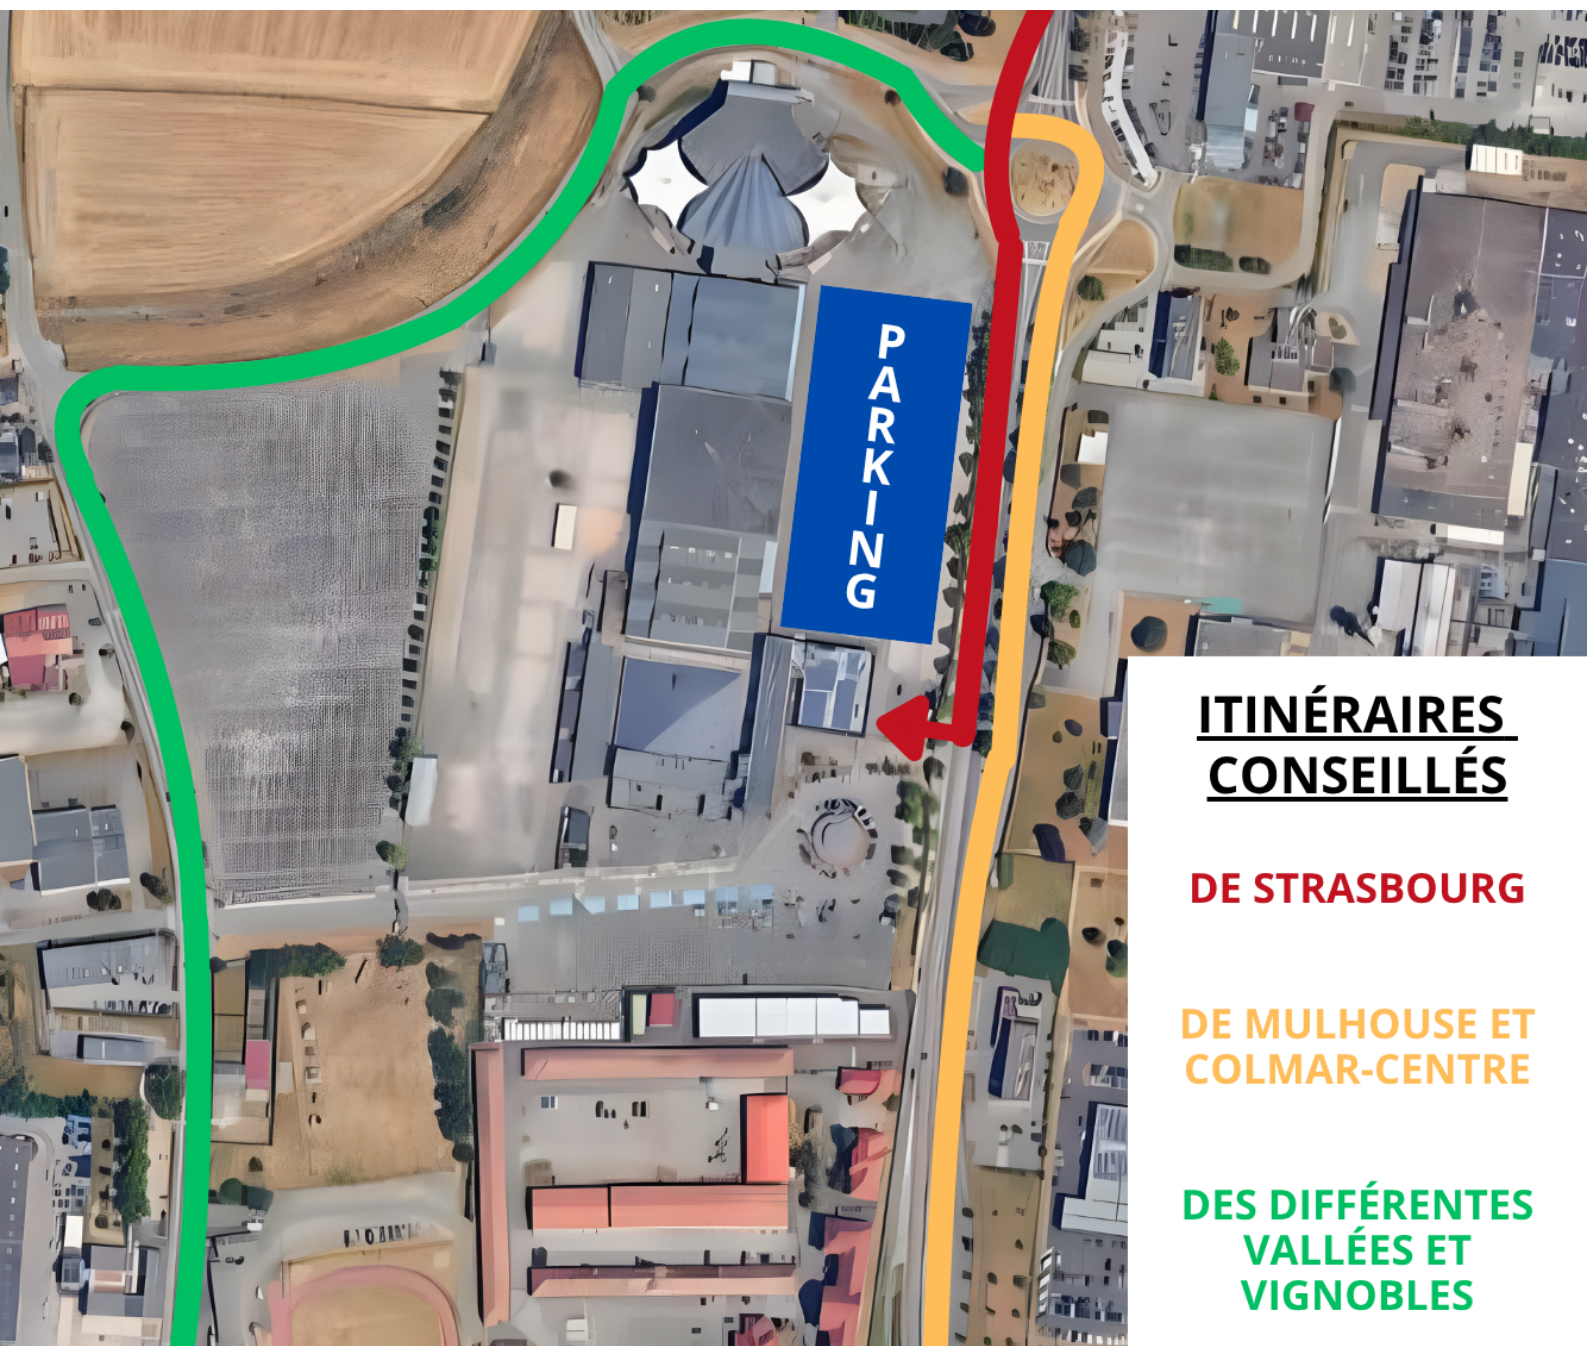 PARKING
ITINÉRAIRES
CONSEILLÉS
DE STRASBOURG
DE MULHOUSE ET
COLMAR-CENTRE
DES DIFFÉRENTES
VALLÉES ET
VIGNOBLES